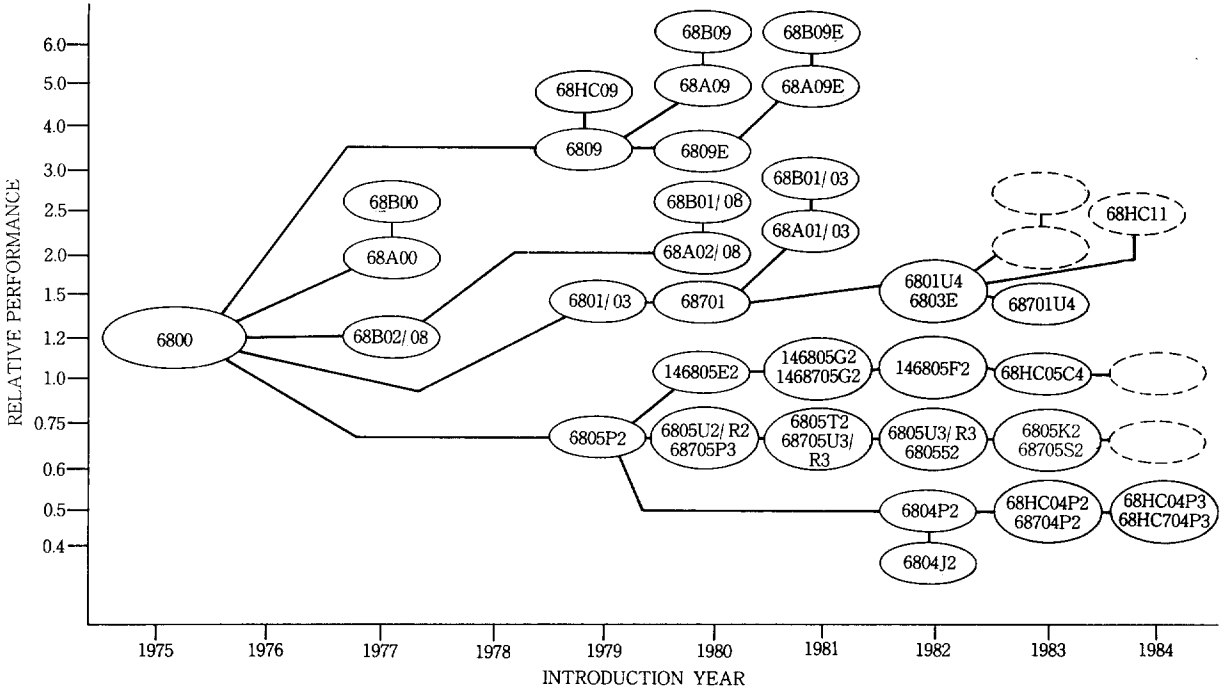 RELATIVE PERFORMANCE
6.0
5.0
4.0
3.0
2.5
2.0
1.5
1.2
1.0
0.75
0.6
0.5
0.4
68B09
68B09E
68HC09
68A09
68A09E
6809
6809E
68B00
68A00
68B01/08
68A02/08
68B01/03
68A01/03
68HC11
6800
68B02/08
6801/03
68701
6801U4
6803E
68701U4
146805E2
146805G2
1468705G2
146805F2
68HC05C4
6805P2
6805U2/R2
68705P3
6805T2
68705U3/
R3
6805U3/R3
680552
6805K2
68705S2
6804P2
68HC04P2
68704P2
68HC04P3
68HC704P3
6804J2
1975
1976
1977
1978
1979
1980
1981
1982
1983
1984
INTRODUCTION YEAR